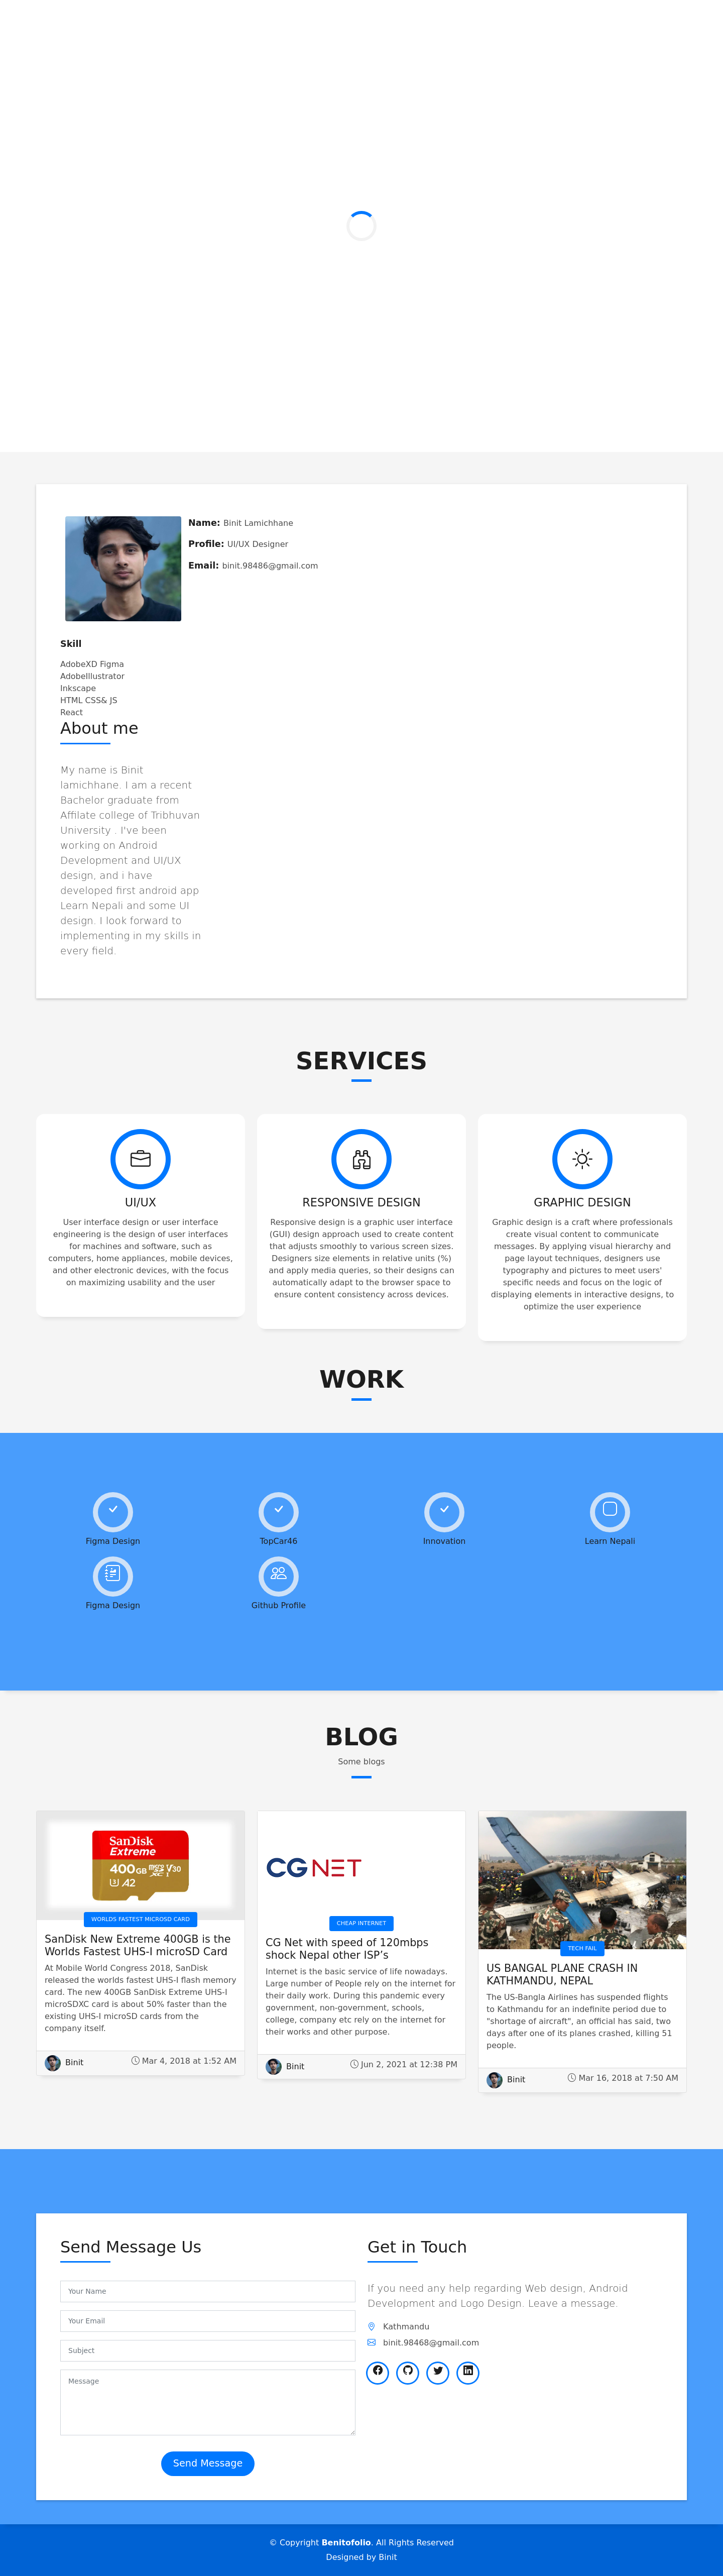 Name: Binit Lamichhane
Profile: UI/UX Designer
Email: binit.98486@gmail.com
Skill
AdobeXD Figma
AdobeIllustrator
Inkscape
HTML CSS& JS
React
About me
My name is Binit
lamichhane. I am a recent
Bachelor graduate from
Affilate college of Tribhuvan
University . I've been
working on Android
Development and UI/UX
design, and i have
developed first android app
Learn Nepali and some UI
design. I look forward to
implementing in my skills in
every field.
SERVICES
UI/UX
User interface design or user interface
engineering is the design of user interfaces
for machines and software, such as
computers, home appliances, mobile devices,
and other electronic devices, with the focus
on maximizing usability and the user
RESPONSIVE DESIGN
Responsive design is a graphic user interface
(GUI) design approach used to create content
that adjusts smoothly to various screen sizes.
Designers size elements in relative units (%)
and apply media queries, so their designs can
automatically adapt to the browser space to
ensure content consistency across devices.
GRAPHIC DESIGN
Graphic design is a craft where professionals
create visual content to communicate
messages. By applying visual hierarchy and
page layout techniques, designers use
typography and pictures to meet users'
specific needs and focus on the logic of
displaying elements in interactive designs, to
optimize the user experience
WORK
Figma Design
TopCar46
Innovation
Learn Nepali
Figma Design
Github Profile
BLOG
Some blogs
SanDisk
Extreme
400GB micro SDXC V30
U3 A2
WORLDS FASTEST MICROSD CARD
SanDisk New Extreme 400GB is the
Worlds Fastest UHS-I microSD Card
At Mobile World Congress 2018, SanDisk
released the worlds fastest UHS-I flash memory
card. The new 400GB SanDisk Extreme UHS-I
microSDXC card is about 50% faster than the
existing UHS-I microSD cards from the
company itself.
Binit
Mar 4, 2018 at 1:52 AM
CG NET
CHEAP INTERNET
CG Net with speed of 120mbps
shock Nepal other ISP’s
Internet is the basic service of life nowadays.
Large number of People rely on the internet for
their daily work. During this pandemic every
government, non-government, schools,
college, company etc rely on the internet for
their works and other purpose.
Binit
Jun 2, 2021 at 12:38 PM
TECH FAIL
US BANGAL PLANE CRASH IN
KATHMANDU, NEPAL
The US-Bangla Airlines has suspended flights
to Kathmandu for an indefinite period due to
"shortage of aircraft", an official has said, two
days after one of its planes crashed, killing 51
people.
Binit
Mar 16, 2018 at 7:50 AM
Send Message Us
Your Name
Your Email
Subject
Message
Send Message
Get in Touch
If you need any help regarding Web design, Android
Development and Logo Design. Leave a message.
Kathmandu
binit.98468@gmail.com
© Copyright Benitofolio. All Rights Reserved
Designed by Binit